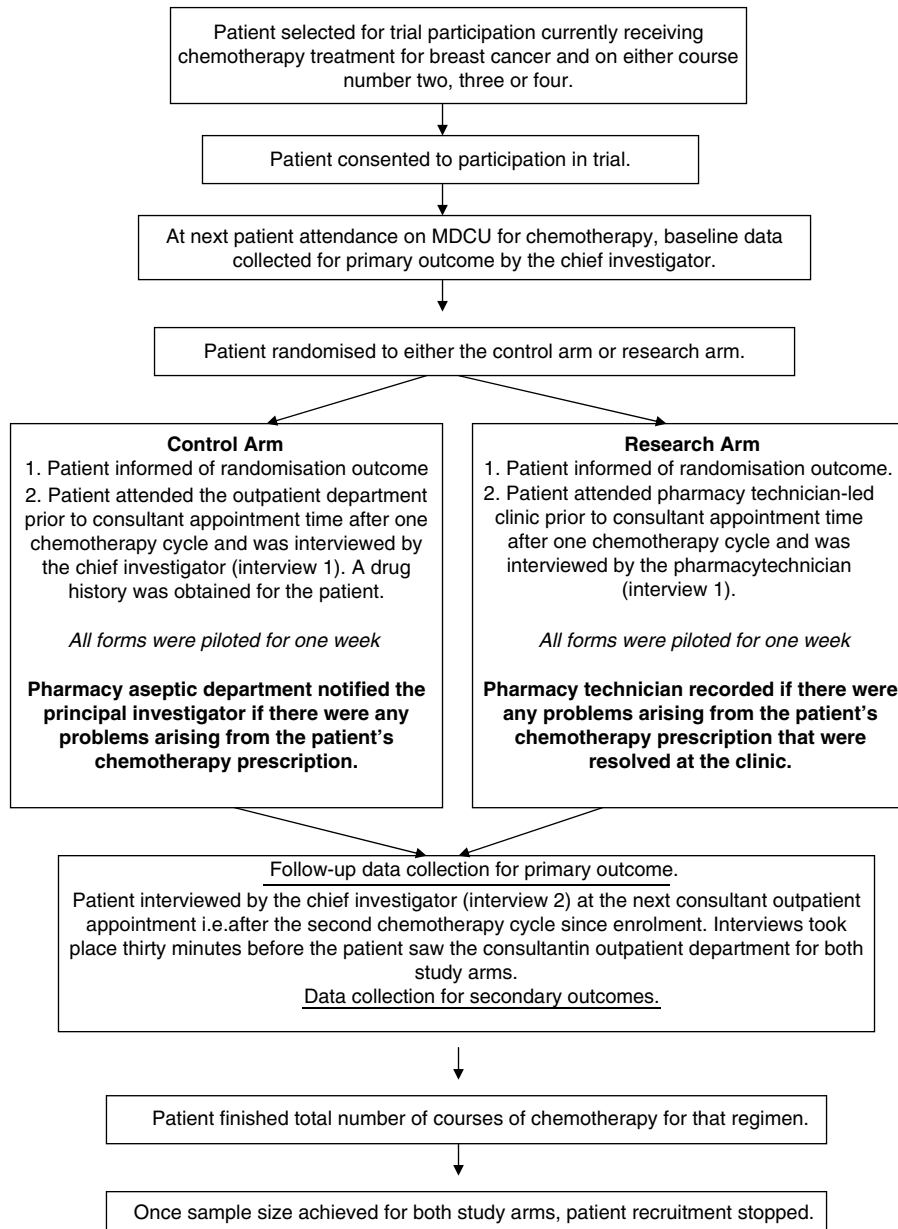 Patient selected for trial participation currently receiving
chemotherapy treatment for breast cancer and on either course
number two, three or four.
Patient consented to participation in trial.
At next patient attendance on MDCU for chemotherapy, baseline data
collected for primary outcome by the chief investigator.
Patient randomised to either the control arm or research arm.
Control Arm
1. Patient informed of randomisation outcome
2. Patient attended the outpatient department
prior to consultant appointment time after one
chemotherapy cycle and was interviewed by
the chief investigator (interview 1). A drug
history was obtained for the patient.
All forms were piloted for one week
Pharmacy aseptic department notified the
principal investigator if there were any
problems arising from the patient's
chemotherapy prescription.
Research Arm
1. Patient informed of randomisation outcome.
2. Patient attended pharmacy technician-led
clinic prior to consultant appointment time
after one chemotherapy cycle and was
interviewed by the pharmacytechnician
(interview 1).
All forms were piloted for one week
Pharmacy technician recorded if there were
any problems arising from the patient's
chemotherapy prescription that were
resolved at the clinic.
Follow-up data collection for primary outcome.
Patient interviewed by the chief investigator (interview 2) at the next consultant outpatient
appointment i.e.after the second chemotherapy cycle since enrolment. Interviews took
place thirty minutes before the patient saw the consultantin outpatient department for both
study arms.
Data collection for secondary outcomes.
Patient finished total number of courses of chemotherapy for that regimen.
Once sample size achieved for both study arms, patient recruitment stopped.